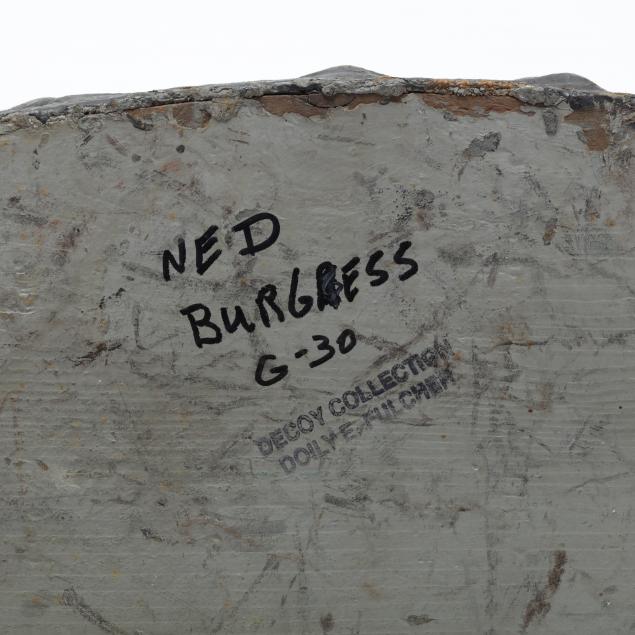 NED
BURGESS
G-30
DECOY COLLECTION
DOILY E. FULCHER